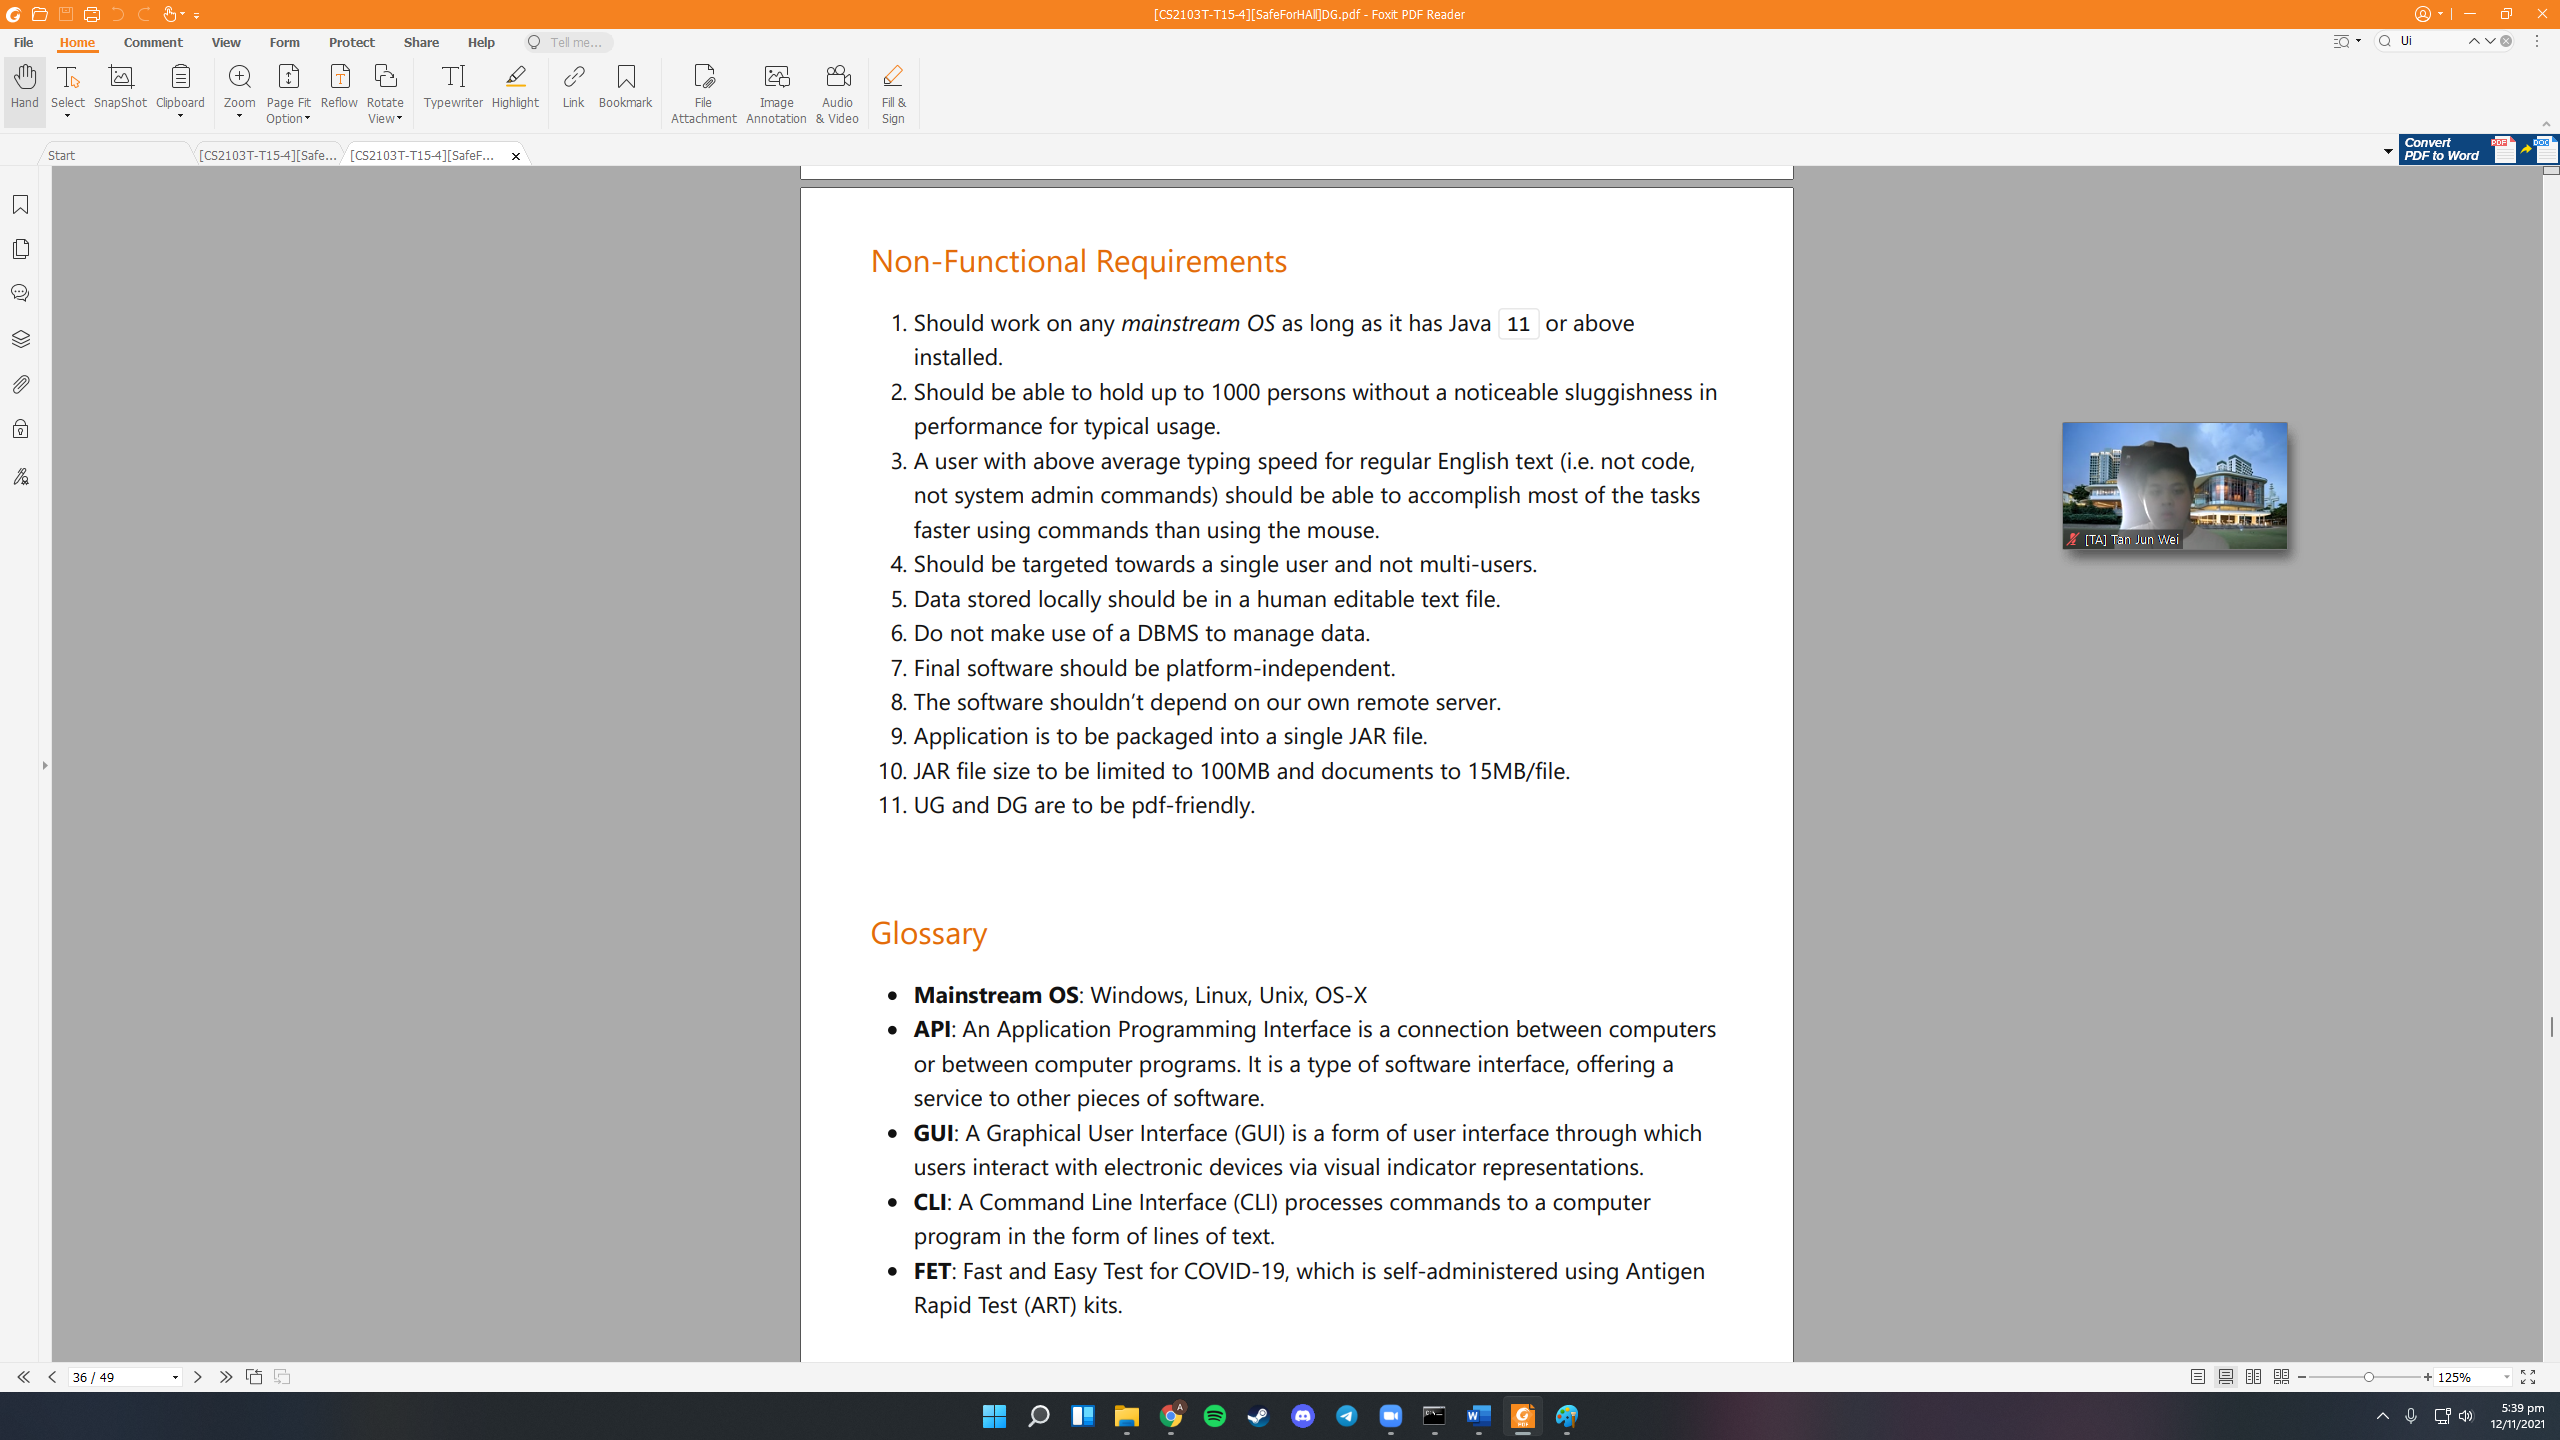 [CS2103T-T15-4][SafeForHAll]DG.pdf - Foxit PDF Reader
File Home Comment View Form Protect Share Help Tell me... Ui
Hand Select SnapShot Clipboard Zoom Page Fit Option Reflow Rotate View Typewriter Highlight Link Bookmark File Attachment Image Annotation Audio & Video Fill & Sign
Start [CS2103T-T15-4][Safe... [CS2103T-T15-4][SafeF...
Convert
PDF to Word PDF DOC
Non-Functional Requirements
1. Should work on any mainstream OS as long as it has Java 11 or above
installed.
2. Should be able to hold up to 1000 persons without a noticeable sluggishness in
performance for typical usage.
3. A user with above average typing speed for regular English text (i.e. not code,
not system admin commands) should be able to accomplish most of the tasks
faster using commands than using the mouse.
4. Should be targeted towards a single user and not multi-users.
5. Data stored locally should be in a human editable text file.
6. Do not make use of a DBMS to manage data.
7. Final software should be platform-independent.
8. The software shouldn’t depend on our own remote server.
9. Application is to be packaged into a single JAR file.
10. JAR file size to be limited to 100MB and documents to 15MB/file.
11. UG and DG are to be pdf-friendly.
[TA] Tan Jun Wei
Glossary
• Mainstream OS: Windows, Linux, Unix, OS-X
• API: An Application Programming Interface is a connection between computers
or between computer programs. It is a type of software interface, offering a
service to other pieces of software.
• GUI: A Graphical User Interface (GUI) is a form of user interface through which
users interact with electronic devices via visual indicator representations.
• CLI: A Command Line Interface (CLI) processes commands to a computer
program in the form of lines of text.
• FET: Fast and Easy Test for COVID-19, which is self-administered using Antigen
Rapid Test (ART) kits.
36 / 49 125%
5:39 pm
12/11/2021